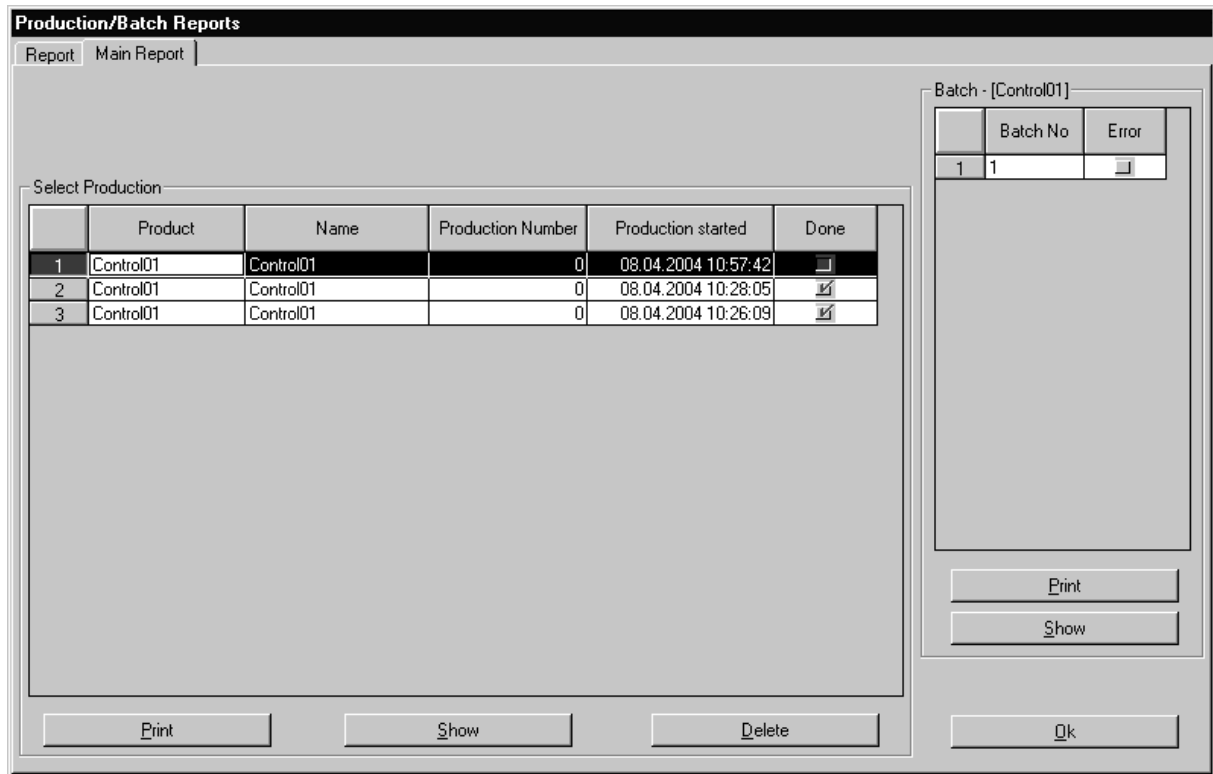 Production/Batch Reports
Report Main Report
Batch - [Control01]
Batch No Error
1 1
Select Production
Product Name Production Number Production started Done
1 Control01 Control01 0 08.04.2004 10:57:42
2 Control01 Control01 0 08.04.2004 10:28:05
3 Control01 Control01 0 08.04.2004 10:26:09
Print
Show
Print Show Delete
Ok